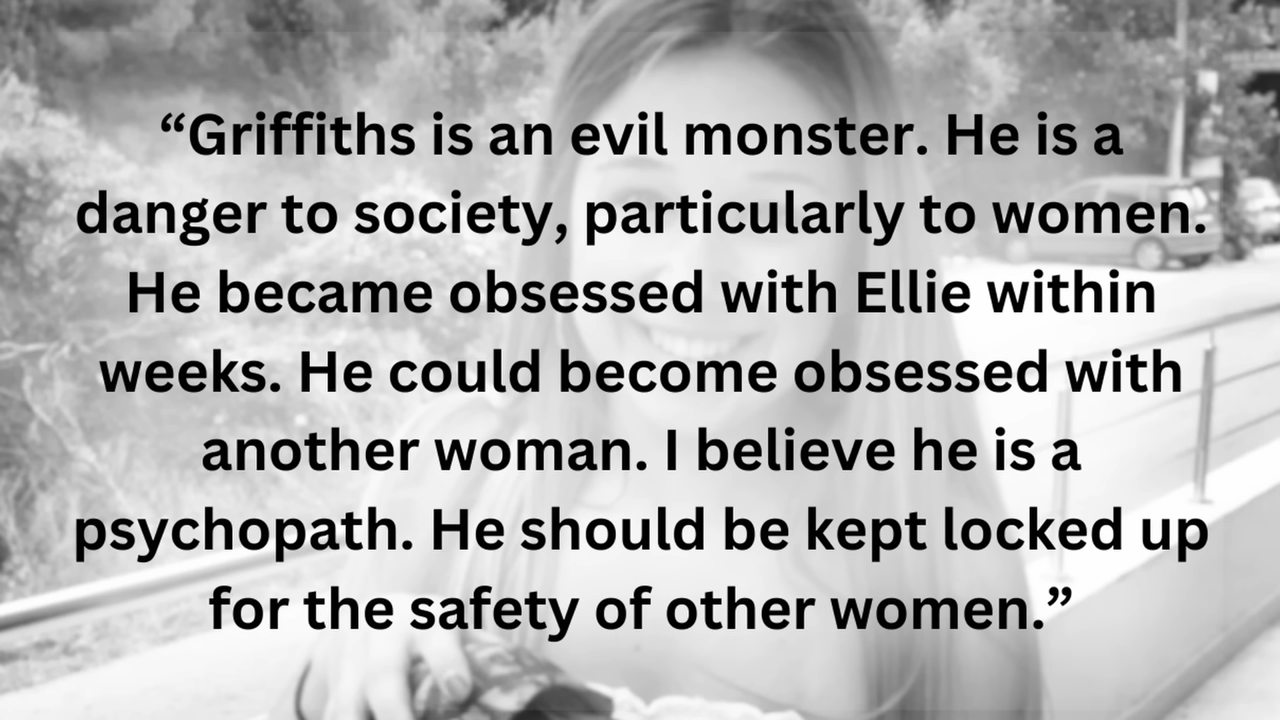 “Griffiths is an evil monster. He is a
danger to society, particularly to women.
He became obsessed with Ellie within
weeks. He could become obsessed with
another woman. I believe he is a
psychopath. He should be kept locked up
for the safety of other women.”